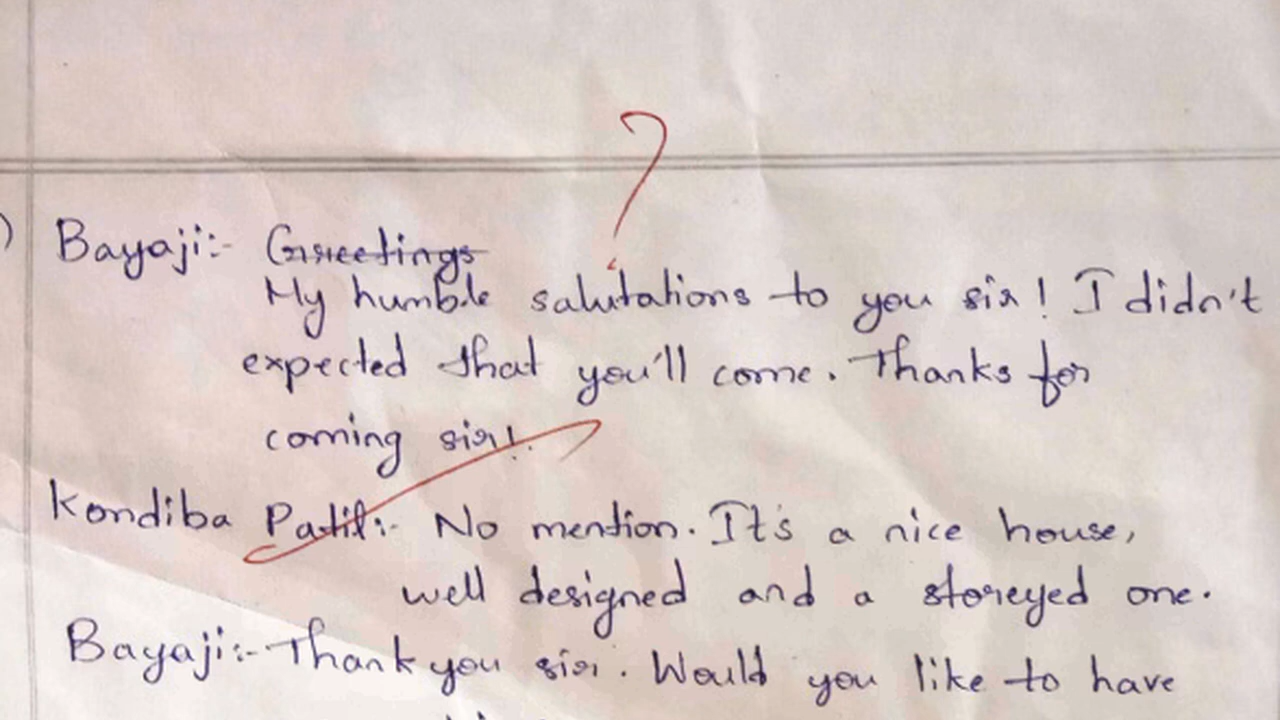 ) Bayaji:- Greetings
My humble salutations to you sir! I didn't
expected that you'll come. Thanks for
coming sir!
Kondiba Patil:- No mention. It's a nice house,
well designed and a storeyed one.
Bayaji:- Thank you sir. Would you like to have